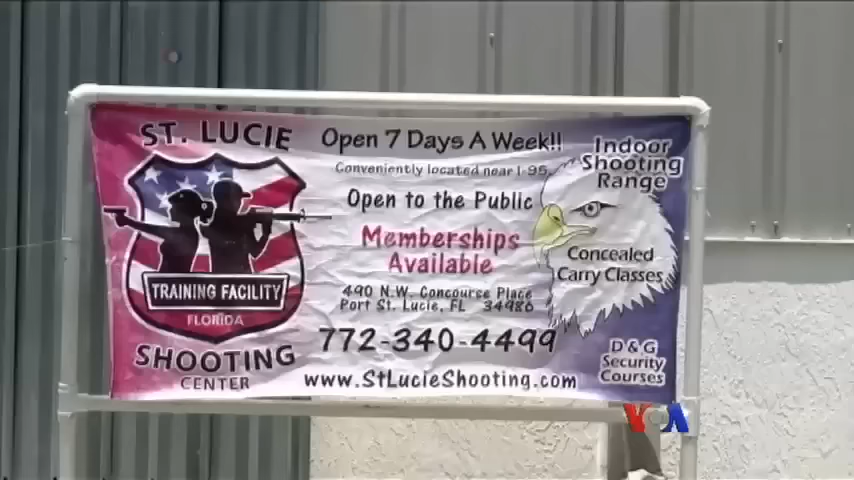 ST. LUCIE
TRAINING FACILITY
FLORIDA
SHOOTING
CENTER
Open 7 Days A Week!!
Conveniently located near I-95
Open to the Public
Memberships
Available
490 N.W. Concourse Place
Port St. Lucie, FL 34986
772-340-4499
www.StLucieShooting.com
Indoor
Shooting
Range
Concealed
Carry Classes
D & G
Security
Courses
VOA